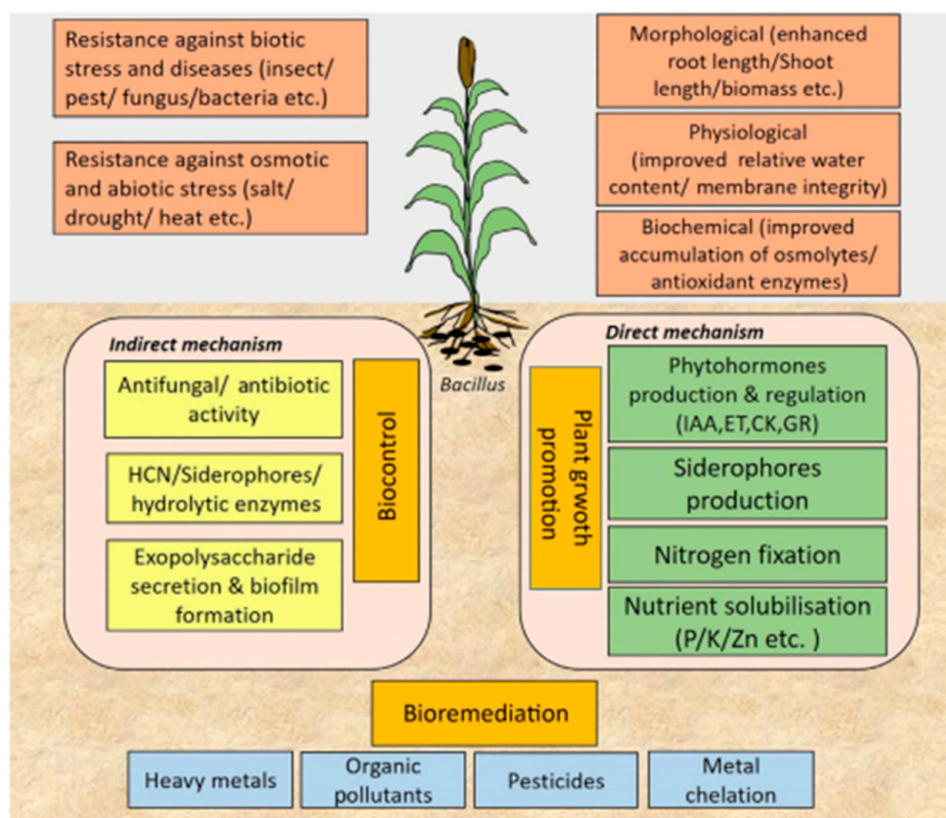 Resistance against biotic
stress and diseases (insect/
pest/ fungus/bacteria etc.)
Resistance against osmotic
and abiotic stress (salt/
drought/ heat etc.)
Morphological (enhanced
root length/Shoot
length/biomass etc.)
Physiological
(improved relative water
content/ membrane integrity)
Biochemical (improved
accumulation of osmolytes/
antioxidant enzymes)
Indirect mechanism
Antifungal/ antibiotic
activity
HCN/Siderophores/
hydrolytic enzymes
Exopolysaccharide
secretion & biofilm
formation
Biocontrol
Bacillus
Direct mechanism
Plant grwoth
promotion
Phytohormones
production & regulation
(IAA,ET,CK,GR)
Siderophores
production
Nitrogen fixation
Nutrient solubilisation
(P/K/Zn etc. )
Bioremediation
Heavy metals
Organic
pollutants
Pesticides
Metal
chelation